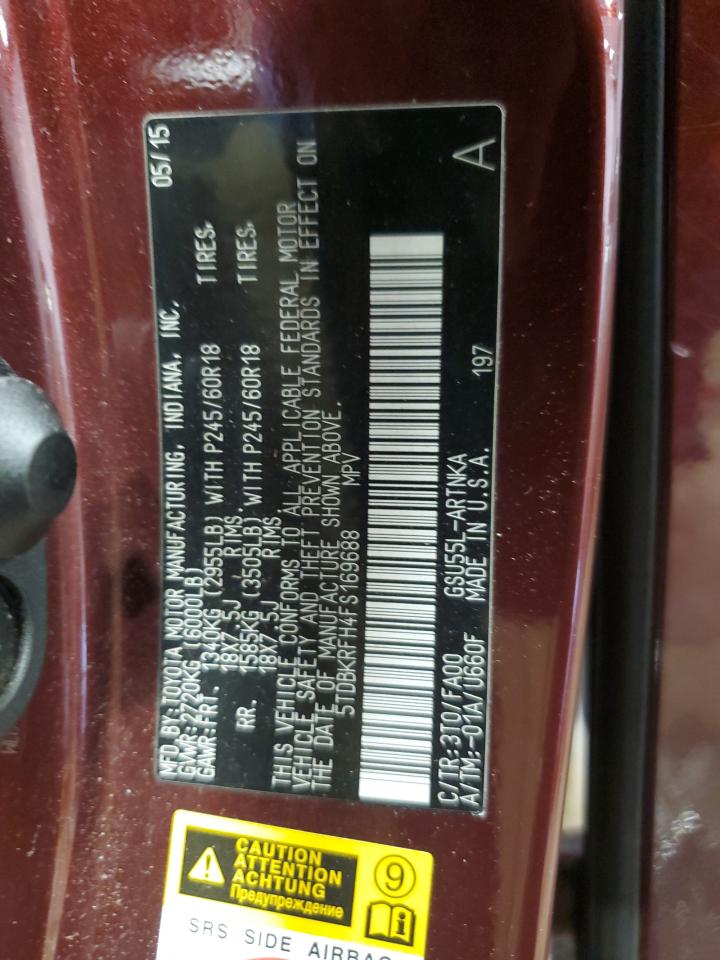 MFD.BY:TOYOTA MOTOR MANUFACTURING, INDIANA, INC. 05/15
GVWR:2720KG (6000LB)
GAWR:FRT. 1340KG (2955LB) WITH P245/60R18 TIRES,
18X7.5J RIMS
RR. 1585KG (3505LB) WITH P245/60R18 TIRES,
18X7.5J RIMS
THIS VEHICLE CONFORMS TO ALL APPLICABLE FEDERAL MOTOR
VEHICLE SAFETY AND THEFT PREVENTION STANDARDS IN EFFECT ON
THE DATE OF MANUFACTURE SHOWN ABOVE.
5TDBKRFH4FS169688 MPV
C/TR:3T0/FA00 GSU55L-ARTNKA 197 A
A/TM:-01A/U660F MADE IN U.S.A.
CAUTION
ATTENTION
ACHTUNG
Предупреждение
9
i
SRS SIDE AIRBAG